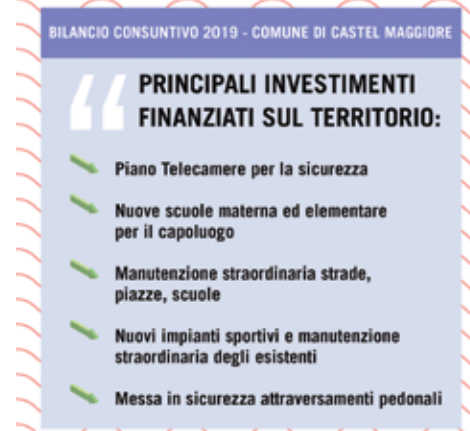 BILANCIO CONSUNTIVO 2019 - COMUNE DI CASTEL MAGGIORE
“
PRINCIPALI INVESTIMENTI
FINANZIATI SUL TERRITORIO:
Piano Telecamere per la sicurezza
Nuove scuole materna ed elementare
per il capoluogo
Manutenzione straordinaria strade,
piazze, scuole
Nuovi impianti sportivi e manutenzione
straordinaria degli esistenti
Messa in sicurezza attraversamenti pedonali